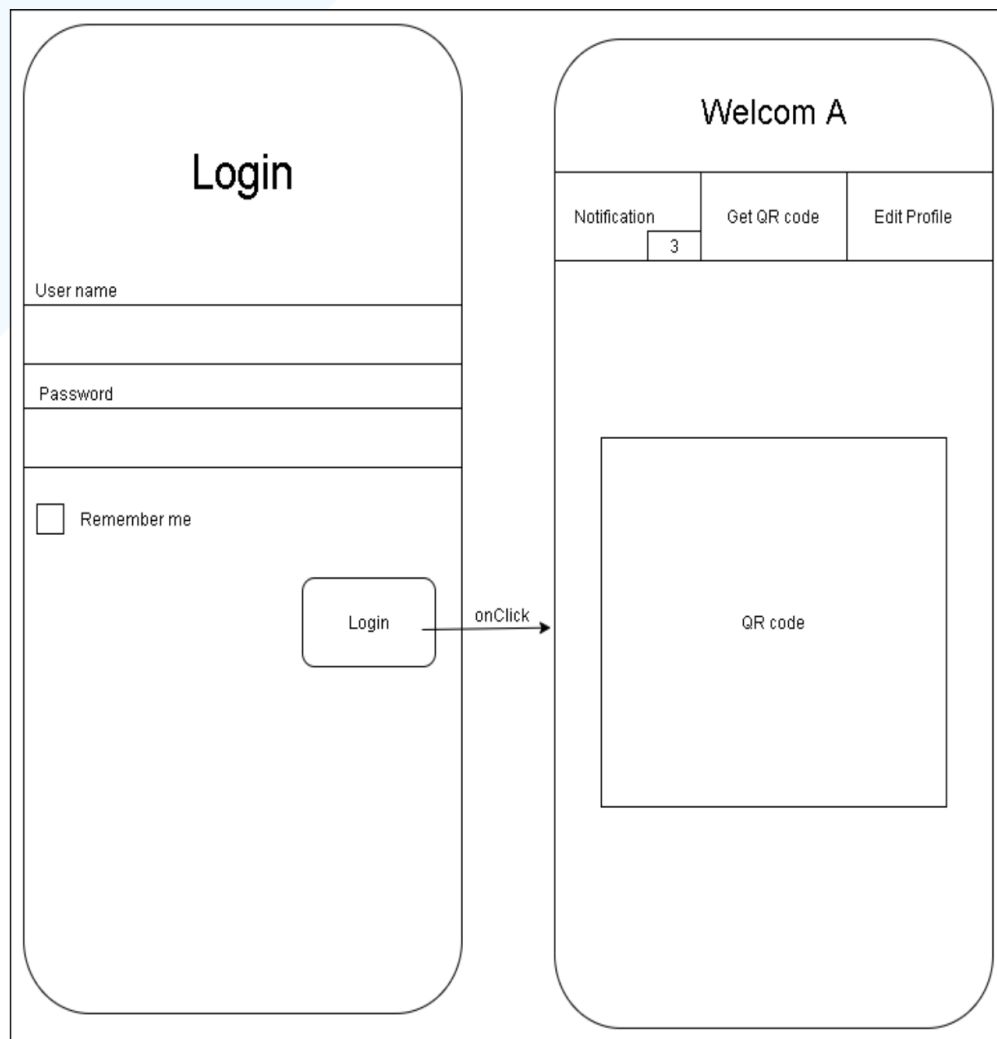 Login
User name
Password
Remember me
Login
onClick
Welcom A
Notification
3
Get QR code
Edit Profile
QR code